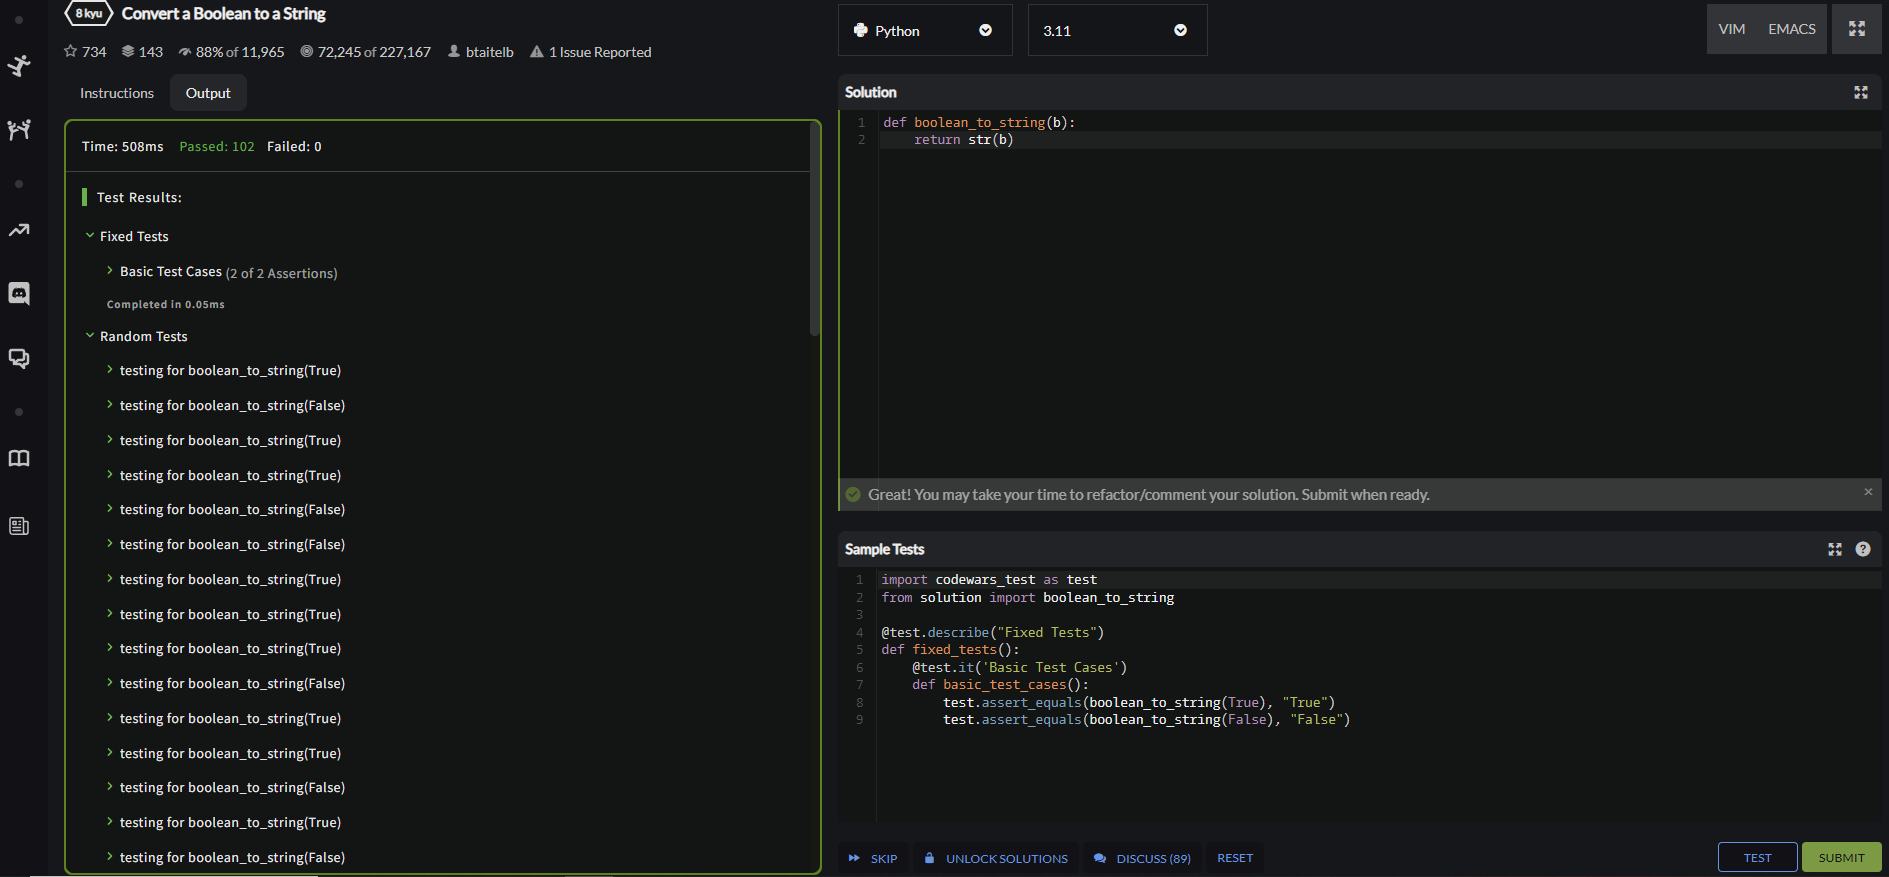 8 kyu Convert a Boolean to a String
734 143 88% of 11,965 72,245 of 227,167 btaitelb 1 Issue Reported
Instructions Output
Time: 508ms Passed: 102 Failed: 0
Test Results:
Fixed Tests
Basic Test Cases (2 of 2 Assertions)
Completed in 0.05ms
Random Tests
testing for boolean_to_string(True)
testing for boolean_to_string(False)
testing for boolean_to_string(True)
testing for boolean_to_string(True)
testing for boolean_to_string(False)
testing for boolean_to_string(False)
testing for boolean_to_string(True)
testing for boolean_to_string(True)
testing for boolean_to_string(True)
testing for boolean_to_string(False)
testing for boolean_to_string(True)
testing for boolean_to_string(True)
testing for boolean_to_string(False)
testing for boolean_to_string(True)
testing for boolean_to_string(False)
Python 3.11 VIM EMACS
Solution
1 def boolean_to_string(b):
2     return str(b)
Great! You may take your time to refactor/comment your solution. Submit when ready.
Sample Tests
1 import codewars_test as test
2 from solution import boolean_to_string
3
4 @test.describe("Fixed Tests")
5 def fixed_tests():
6     @test.it('Basic Test Cases')
7     def basic_test_cases():
8         test.assert_equals(boolean_to_string(True), "True")
9         test.assert_equals(boolean_to_string(False), "False")
SKIP UNLOCK SOLUTIONS DISCUSS (89) RESET TEST SUBMIT